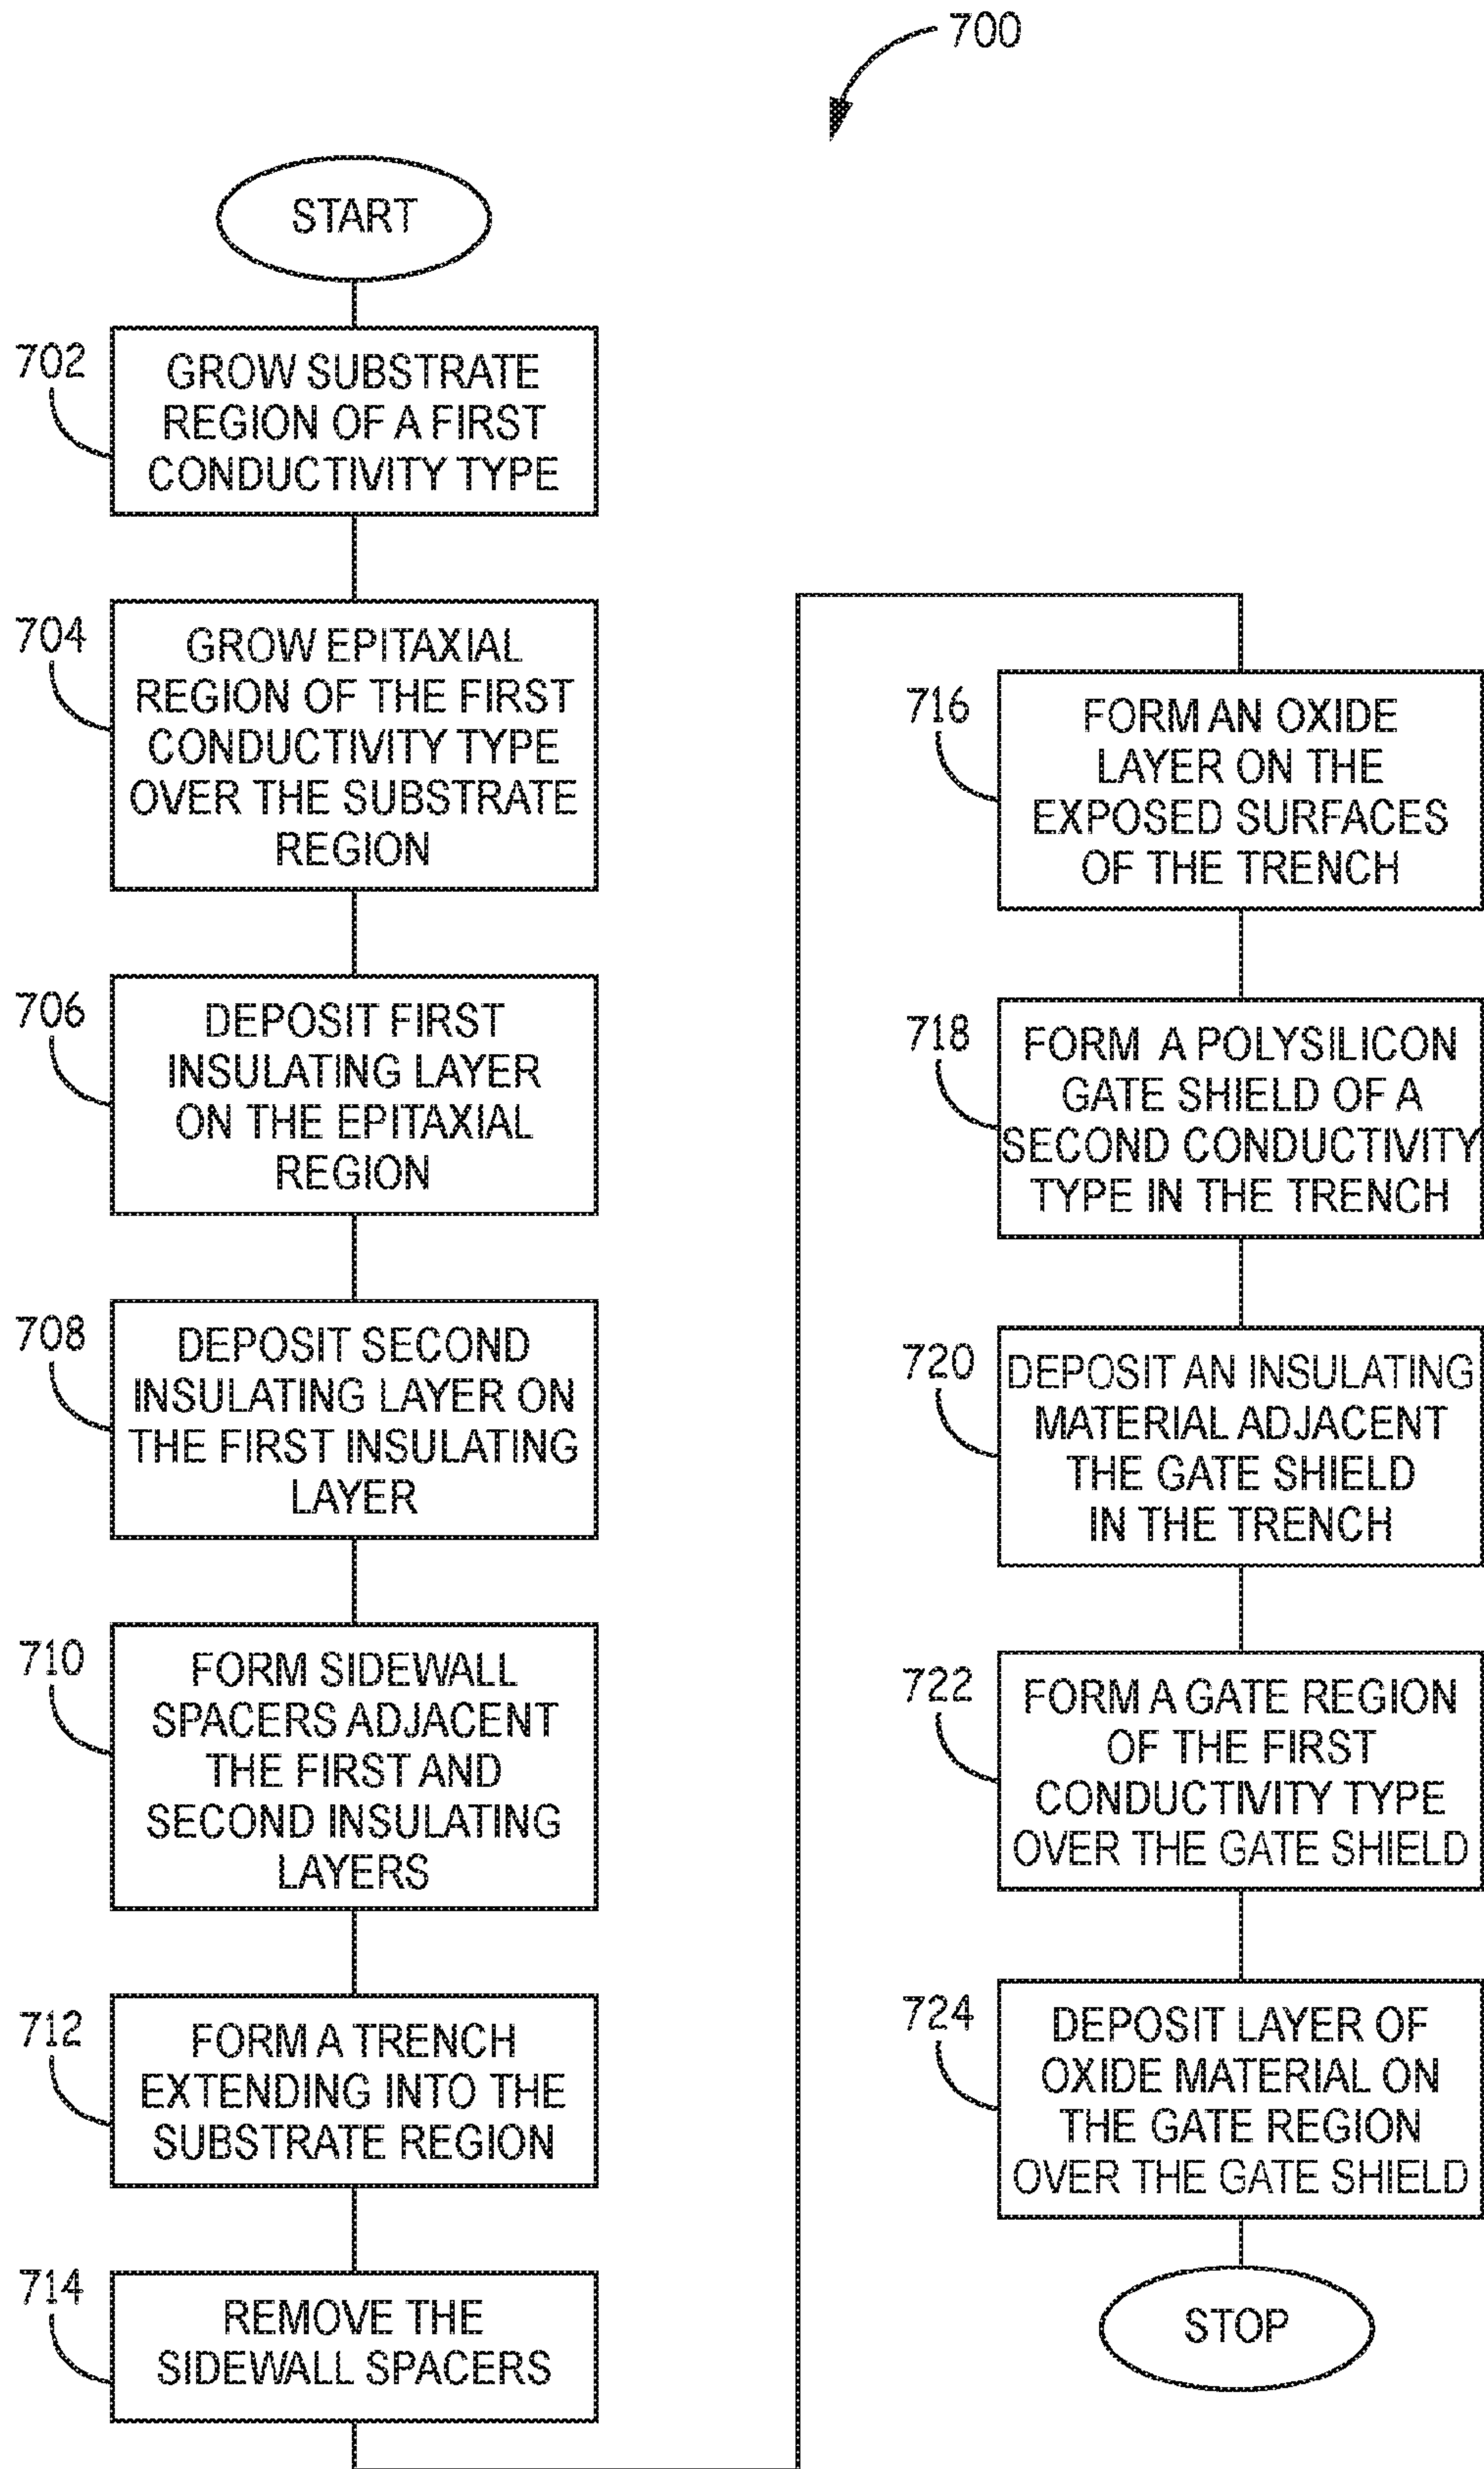 700
START
702
GROW SUBSTRATE
REGION OF A FIRST
CONDUCTIVITY TYPE
704
GROW EPITAXIAL
REGION OF THE FIRST
CONDUCTIVITY TYPE
OVER THE SUBSTRATE
REGION
706
DEPOSIT FIRST
INSULATING LAYER
ON THE EPITAXIAL
REGION
708
DEPOSIT SECOND
INSULATING LAYER ON
THE FIRST INSULATING
LAYER
710
FORM SIDEWALL
SPACERS ADJACENT
THE FIRST AND
SECOND INSULATING
LAYERS
712
FORM A TRENCH
EXTENDING INTO THE
SUBSTRATE REGION
714
REMOVE THE
SIDEWALL SPACERS
716
FORM AN OXIDE
LAYER ON THE
EXPOSED SURFACES
OF THE TRENCH
718
FORM A POLYSILICON
GATE SHIELD OF A
SECOND CONDUCTIVITY
TYPE IN THE TRENCH
720
DEPOSIT AN INSULATING
MATERIAL ADJACENT
THE GATE SHIELD
IN THE TRENCH
722
FORM A GATE REGION
OF THE FIRST
CONDUCTIVITY TYPE
OVER THE GATE SHIELD
724
DEPOSIT LAYER OF
OXIDE MATERIAL ON
THE GATE REGION
OVER THE GATE SHIELD
STOP